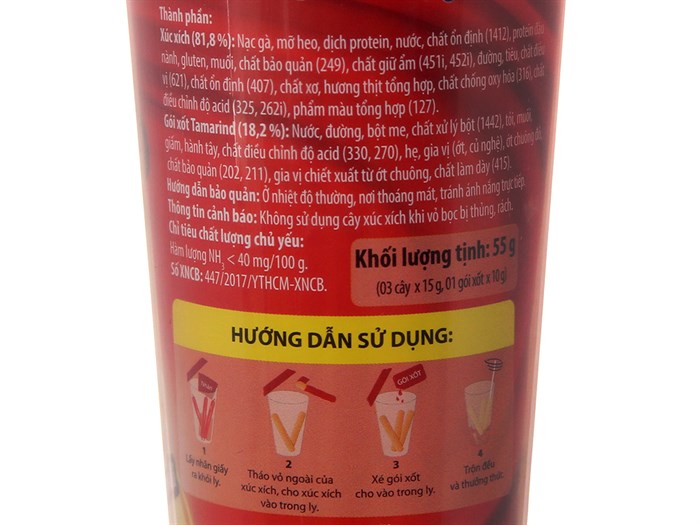 Thành phần:
Xúc xích (81,8 %): Nạc gà, mỡ heo, dịch protein, nước, chất ổn định (1412), protein đậu
nành, gluten, muối, chất bảo quản (249), chất giữ ẩm (451i, 452i), đường, tiêu, chất điều
vị (621), chất ổn định (407), chất xơ, hương thịt tổng hợp, chất chống oxy hóa (316), chất
điều chỉnh độ acid (325, 262i), phẩm màu tổng hợp (127).
Gói xốt Tamarind (18,2 %): Nước, đường, bột me, chất xử lý bột (1442), tỏi, muối,
giấm, hành tây, chất điều chỉnh độ acid (330, 270), hẹ, gia vị (ớt, củ nghệ), ớt chuông đỏ,
chất bảo quản (202, 211), gia vị chiết xuất từ ớt chuông, chất làm dày (415).
Hướng dẫn bảo quản: Ở nhiệt độ thường, nơi thoáng mát, tránh ánh nắng trực tiếp.
Thông tin cảnh báo: Không sử dụng cây xúc xích khi vỏ bọc bị thủng, rách.
Chỉ tiêu chất lượng chủ yếu:
Hàm lượng NH3 < 40 mg/100 g.
Số XNCB: 447/2017/YTHCM-XNCB.
Khối lượng tịnh: 55 g
(03 cây x 15 g, 01 gói xốt x 10 g)
HƯỚNG DẪN SỬ DỤNG:
GÓI XỐT
1
Lấy nhãn giấy
ra khỏi ly.
2
Tháo vỏ ngoài của
xúc xích, cho xúc xích
vào trong ly.
3
Xé gói xốt
cho vào trong ly.
4
Trộn đều
và thưởng thức.